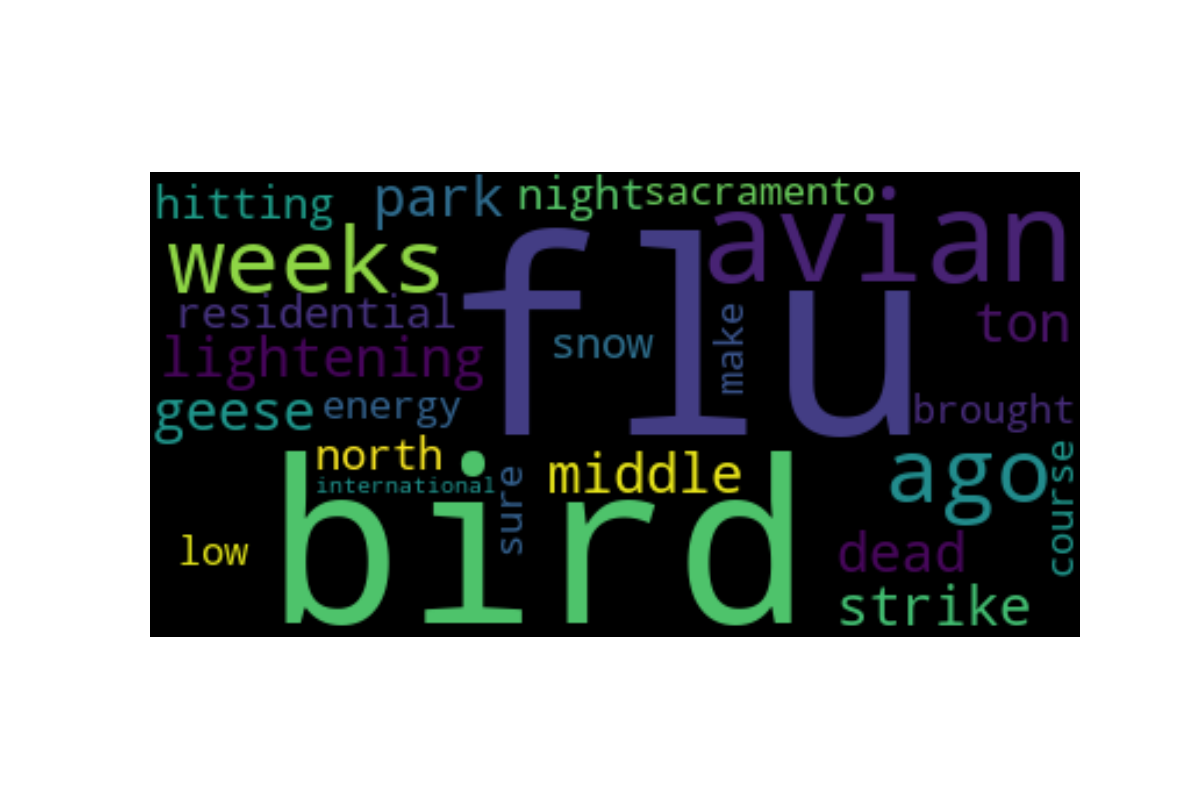 hitting
park
night
sacramento
avian
weeks
flu
residential
snow
make
ton
lightening
geese
energy
brought
north
middle
ago
course
international
sure
bird
low
dead
strike